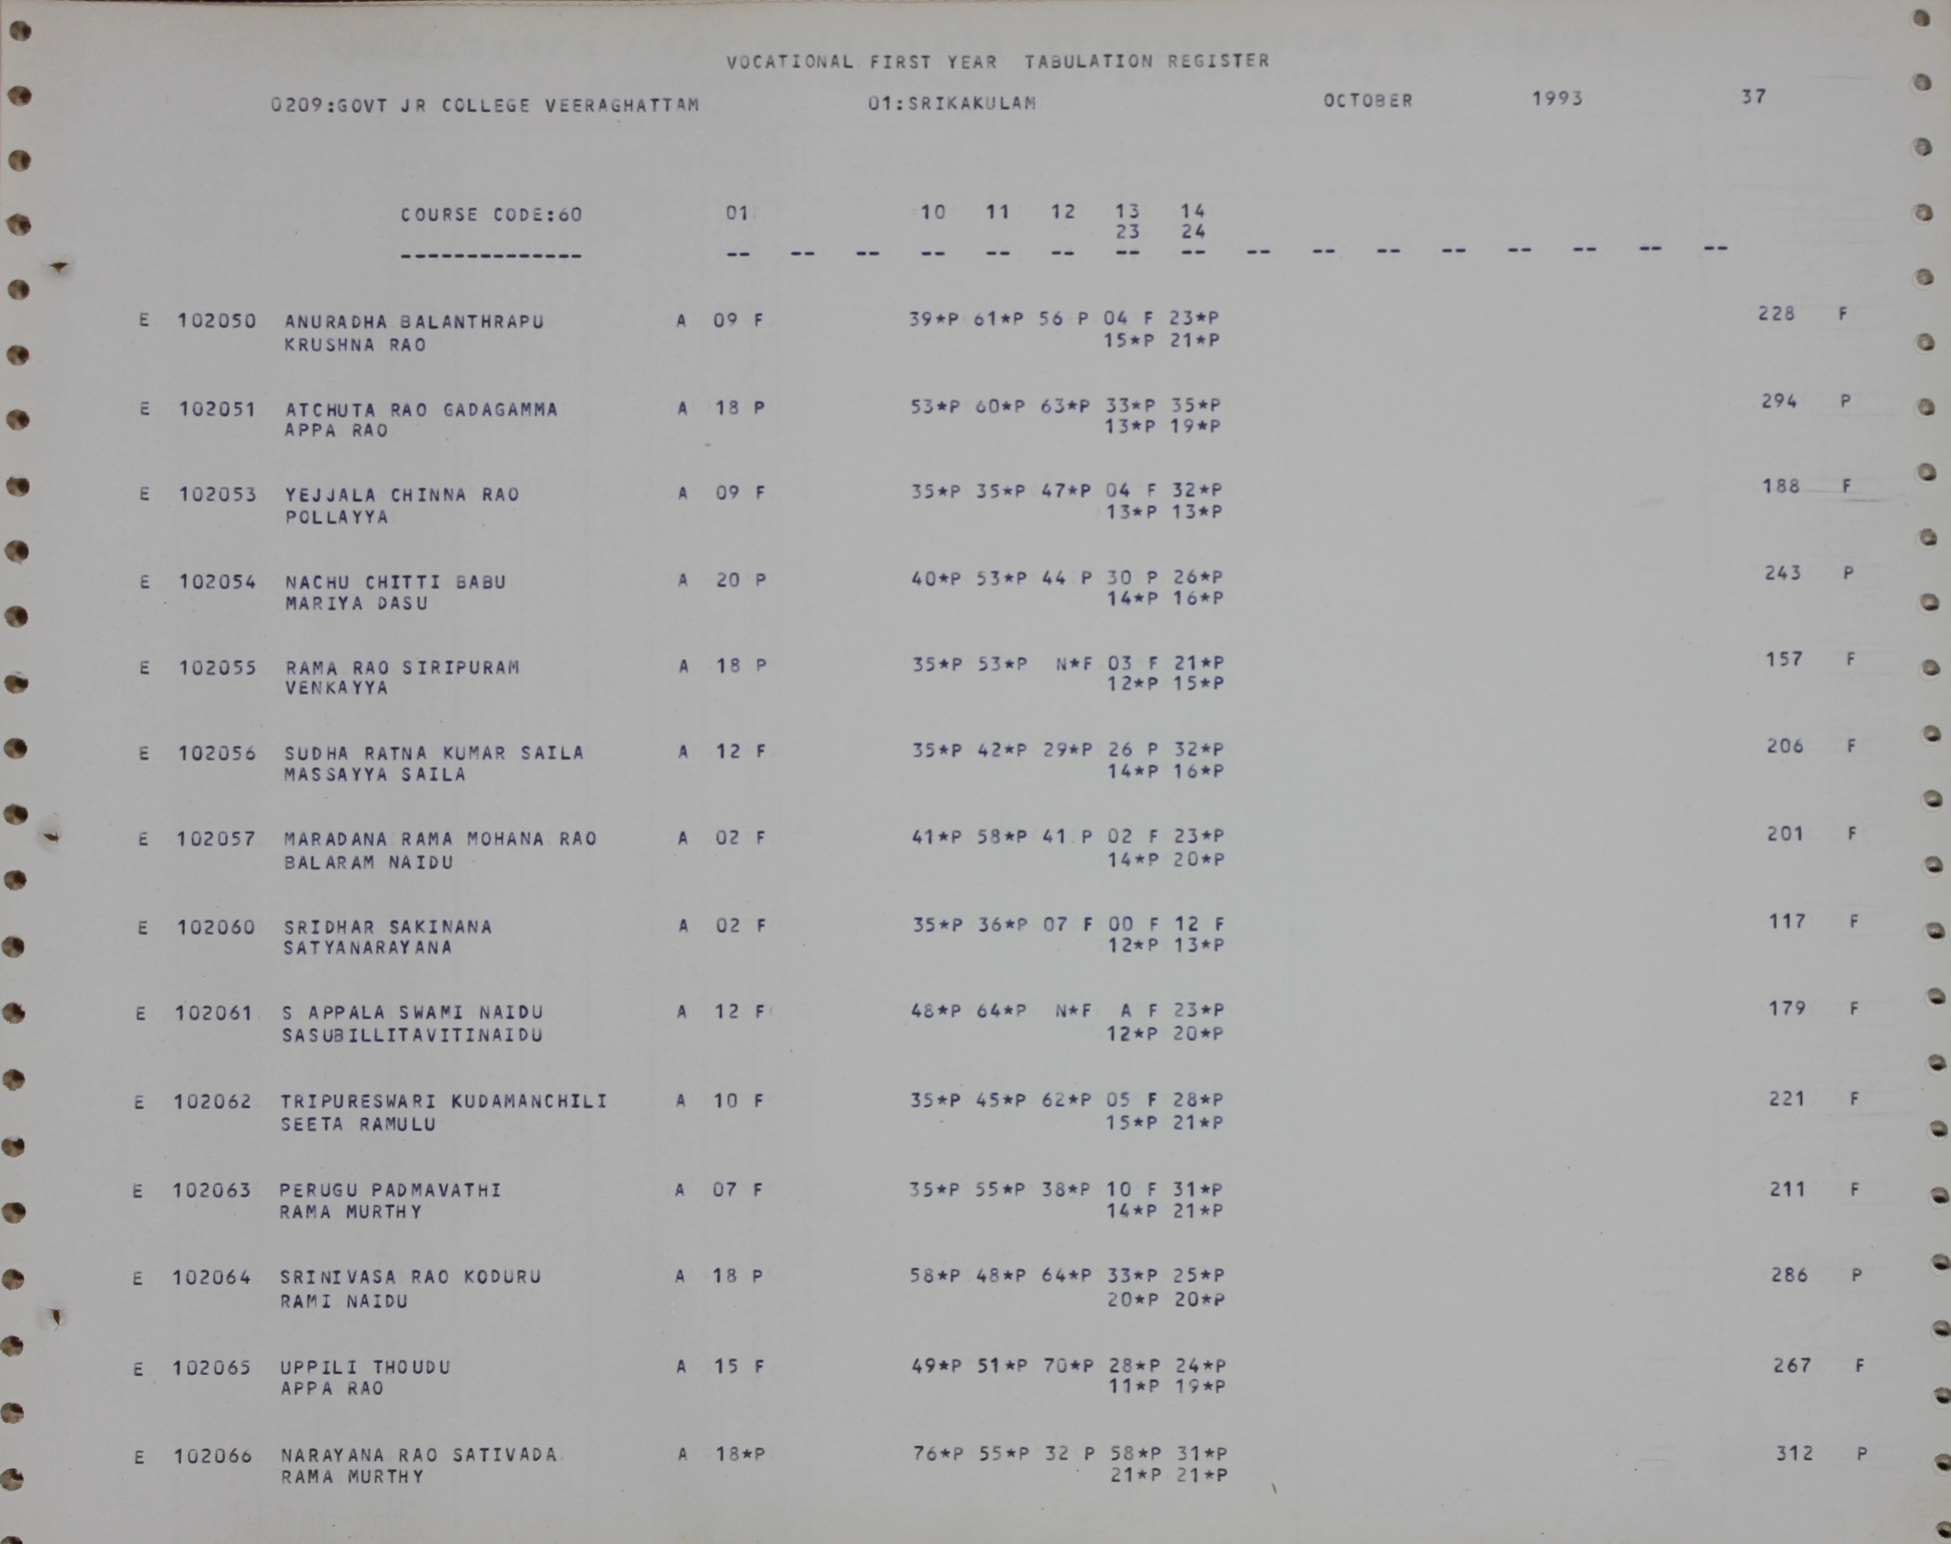 VOCATIONAL FIRST YEAR TABULATION REGISTER
0209:GOVT JR COLLEGE VEERAGHATTAM 01:SRIKAKULAM OCTOBER 1993 37
COURSE CODE:60 01 10 11 12 13 14
23 24
-------------- -- -- -- -- -- -- -- -- -- -- -- -- -- -- -- --
E 102050 ANURADHA BALANTHRAPU A 09 F 39*P 61*P 56 P 04 F 23*P 228 F
KRUSHNA RAO 15*P 21*P
E 102051 ATCHUTA RAO GADAGAMMA A 18 P 53*P 60*P 63*P 33*P 35*P 294 P
APPA RAO 13*P 19*P
E 102053 YEJJALA CHINNA RAO A 09 F 35*P 35*P 47*P 04 F 32*P 188 F
POLLAYYA 13*P 13*P
E 102054 NACHU CHITTI BABU A 20 P 40*P 53*P 44 P 30 P 26*P 243 P
MARIYA DASU 14*P 16*P
E 102055 RAMA RAO SIRIPURAM A 18 P 35*P 53*P N*F 03 F 21*P 157 F
VENKAYYA 12*P 15*P
E 102056 SUDHA RATNA KUMAR SAILA A 12 F 35*P 42*P 29*P 26 P 32*P 206 F
MASSAYYA SAILA 14*P 16*P
E 102057 MARADANA RAMA MOHANA RAO A 02 F 41*P 58*P 41 P 02 F 23*P 201 F
BALARAM NAIDU 14*P 20*P
E 102060 SRIDHAR SAKINANA A 02 F 35*P 36*P 07 F 00 F 12 F 117 F
SATYANARAYANA 12*P 13*P
E 102061 S APPALA SWAMI NAIDU A 12 F 48*P 64*P N*F A F 23*P 179 F
SASUBILLITAVITINAIDU 12*P 20*P
E 102062 TRIPURESWARI KUDAMANCHILI A 10 F 35*P 45*P 62*P 05 F 28*P 221 F
SEETA RAMULU 15*P 21*P
E 102063 PERUGU PADMAVATHI A 07 F 35*P 55*P 38*P 10 F 31*P 211 F
RAMA MURTHY 14*P 21*P
E 102064 SRINIVASA RAO KODURU A 18 P 58*P 48*P 64*P 33*P 25*P 286 P
RAMI NAIDU 20*P 20*P
E 102065 UPPILI THOUDU A 15 F 49*P 51*P 70*P 28*P 24*P 267 F
APPA RAO 11*P 19*P
E 102066 NARAYANA RAO SATIVADA A 18*P 76*P 55*P 32 P 58*P 31*P 312 P
RAMA MURTHY 21*P 21*P